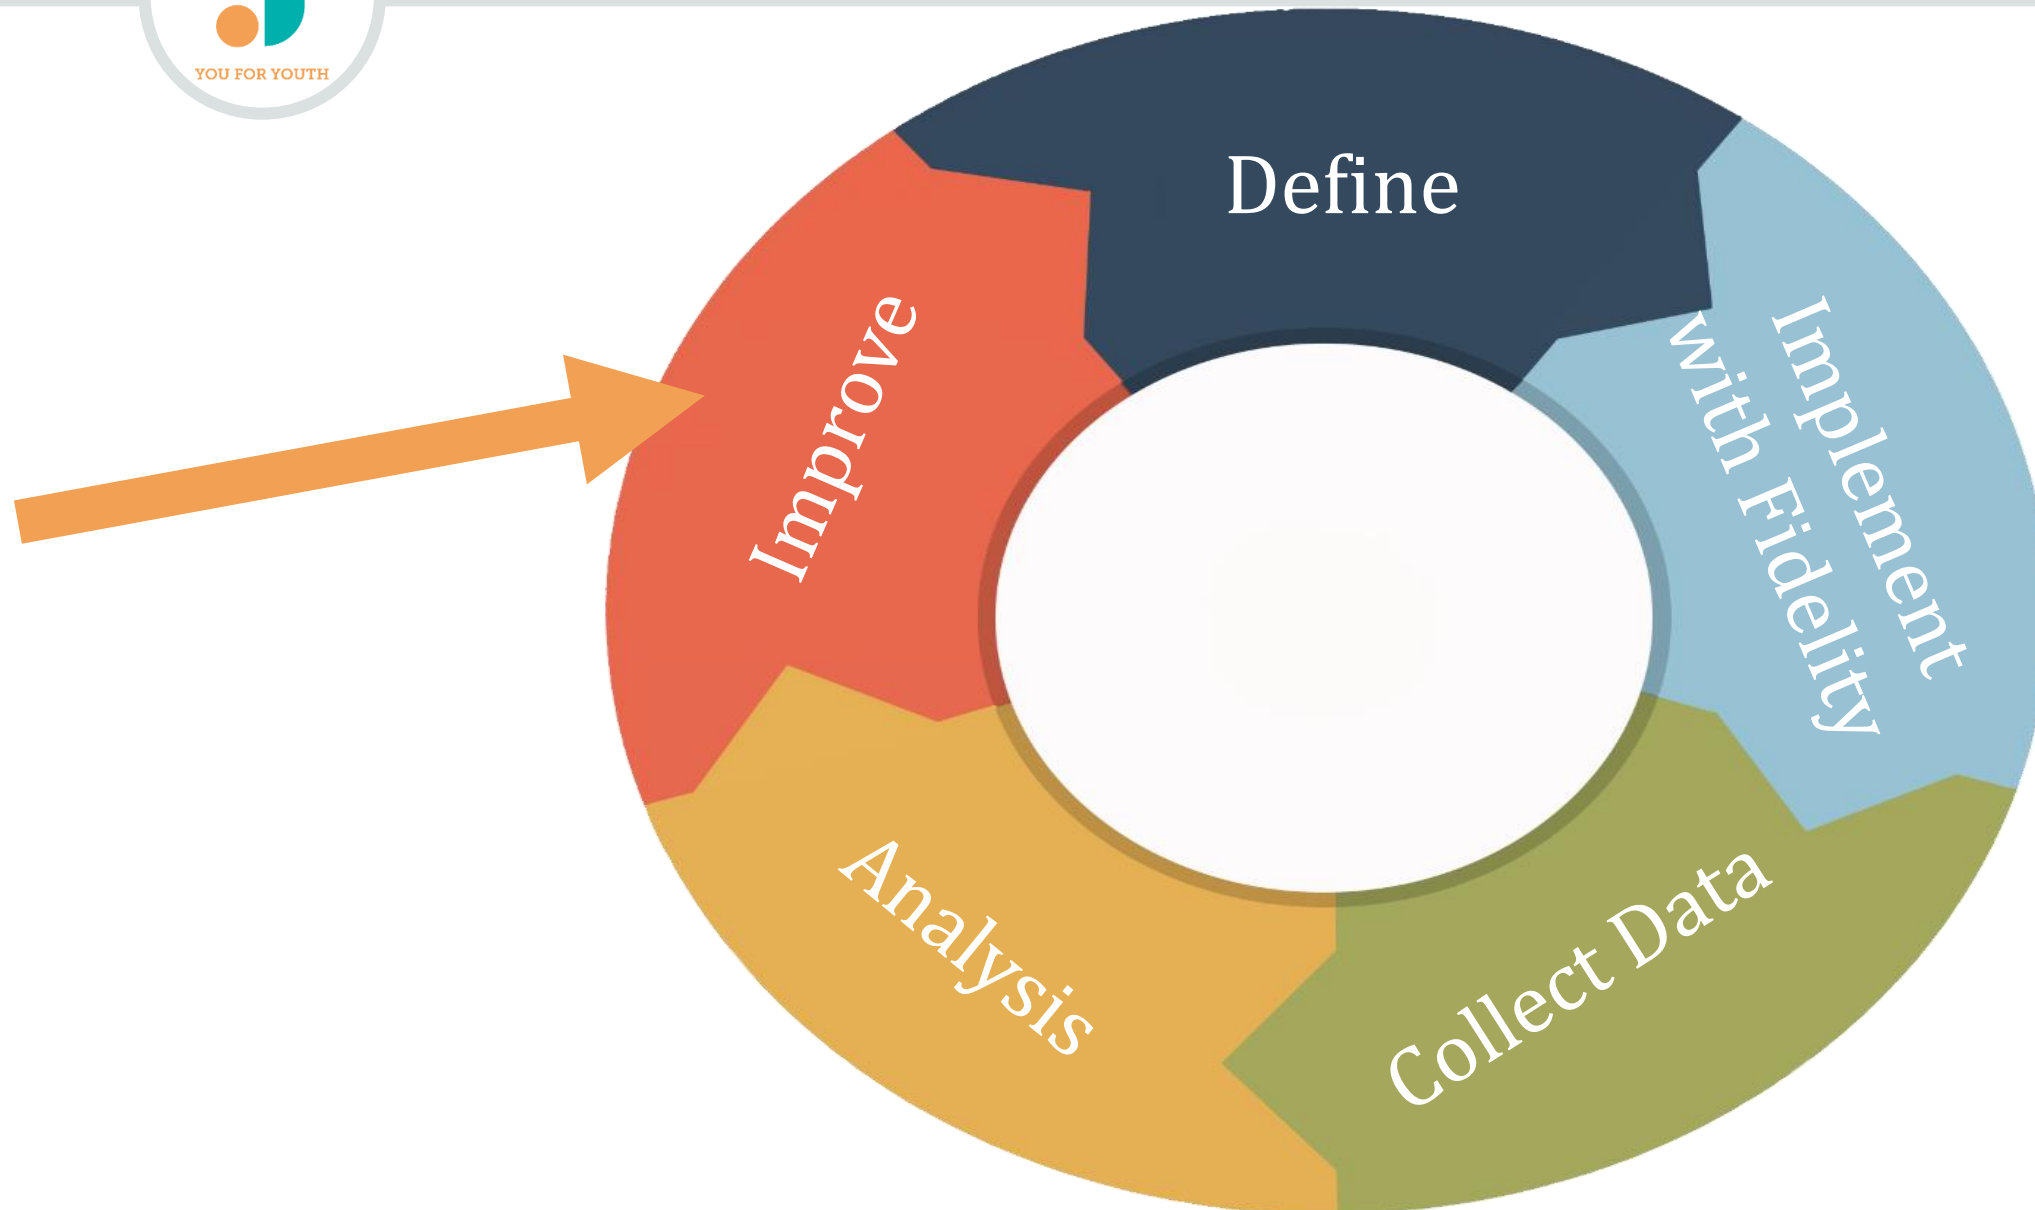 YOU FOR YOUTH
Define
Implement
with Fidelity
Collect Data
Analysis
Improve